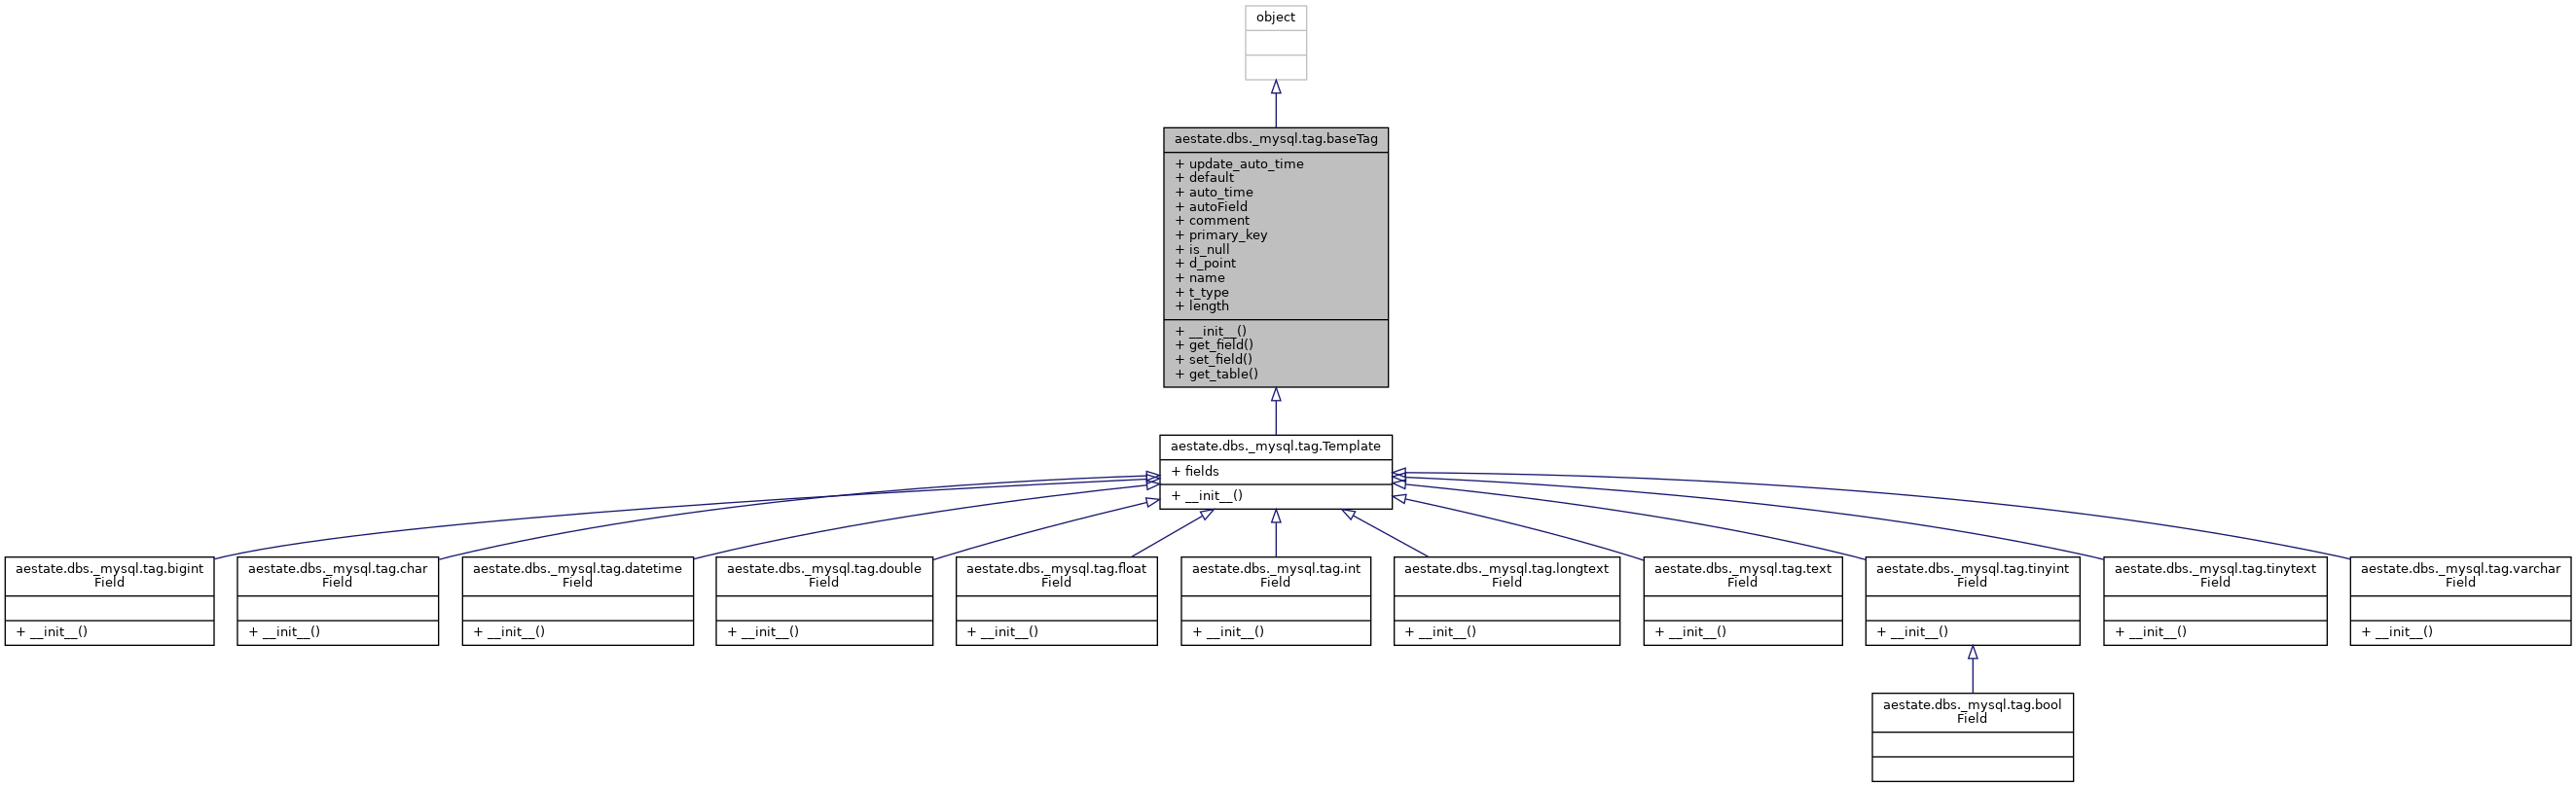 object
aestate.dbs._mysql.tag.baseTag
+ update_auto_time
+ default
+ auto_time
+ autoField
+ comment
+ primary_key
+ is_null
+ d_point
+ name
+ t_type
+ length
+ __init__()
+ get_field()
+ set_field()
+ get_table()
aestate.dbs._mysql.tag.Template
+ fields
+ __init__()
aestate.dbs._mysql.tag.bigint
Field
+ __init__()
aestate.dbs._mysql.tag.char
Field
+ __init__()
aestate.dbs._mysql.tag.datetime
Field
+ __init__()
aestate.dbs._mysql.tag.double
Field
+ __init__()
aestate.dbs._mysql.tag.float
Field
+ __init__()
aestate.dbs._mysql.tag.int
Field
+ __init__()
aestate.dbs._mysql.tag.longtext
Field
+ __init__()
aestate.dbs._mysql.tag.text
Field
+ __init__()
aestate.dbs._mysql.tag.tinyint
Field
+ __init__()
aestate.dbs._mysql.tag.tinytext
Field
+ __init__()
aestate.dbs._mysql.tag.varchar
Field
+ __init__()
aestate.dbs._mysql.tag.bool
Field